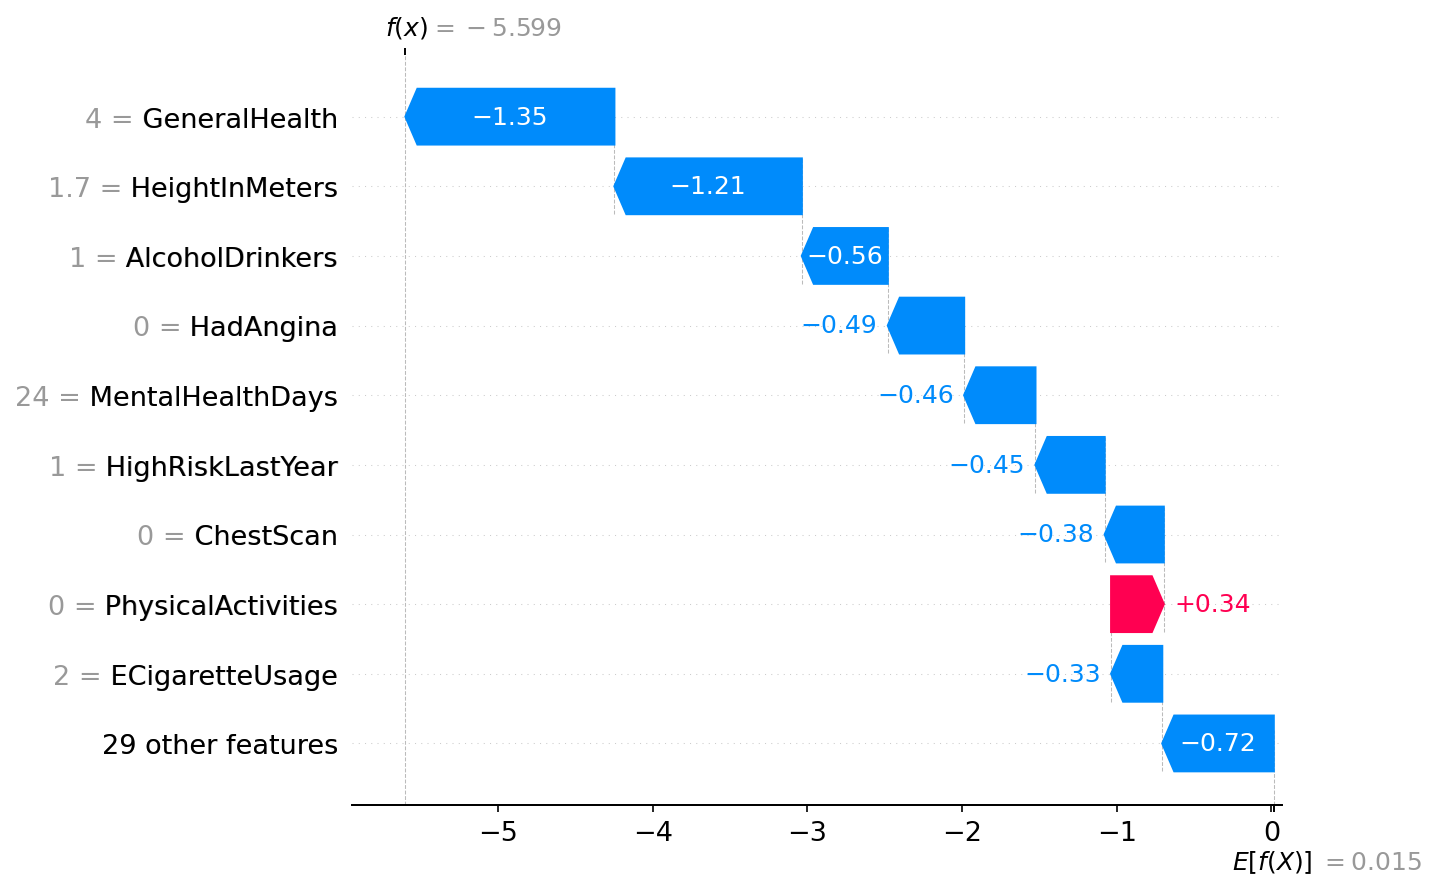 f(x) = −5.599
4 = GeneralHealth
−1.35
1.7 = HeightInMeters
−1.21
1 = AlcoholDrinkers
−0.56
0 = HadAngina
−0.49
24 = MentalHealthDays
−0.46
1 = HighRiskLastYear
−0.45
0 = ChestScan
−0.38
0 = PhysicalActivities
+0.34
2 = ECigaretteUsage
−0.33
29 other features
−0.72
−5 −4 −3 −2 −1 0
E[f(X)] = 0.015